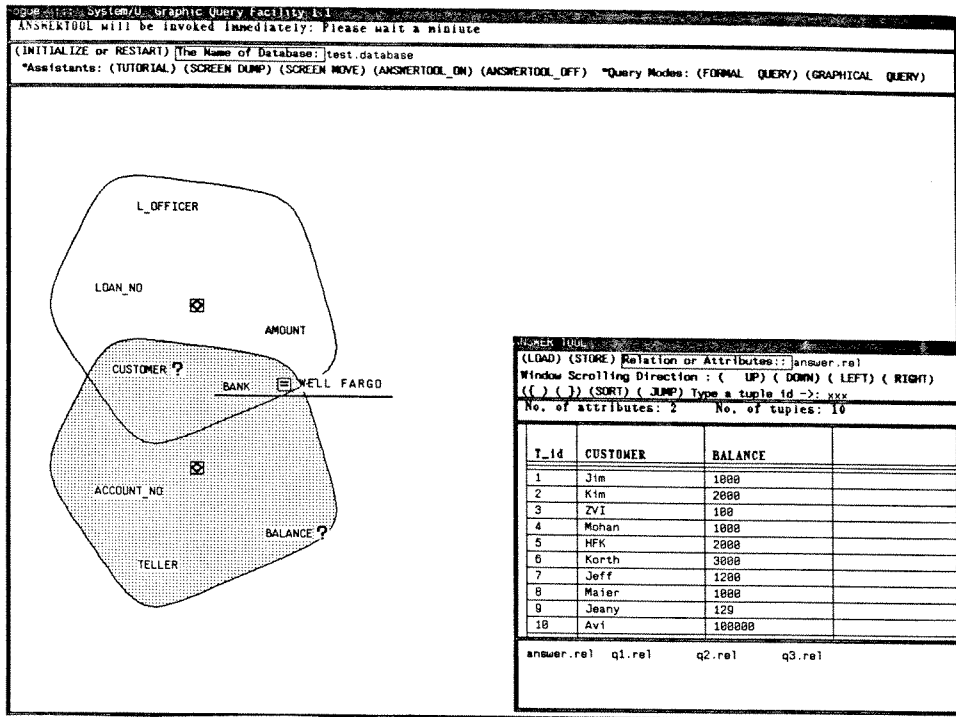 System/U Graphic Query Facility 1.1
ANSWERTOOL will be invoked immediately: Please wait a miniute
(INITIALIZE or RESTART) The Name of Database: test.database
*Assistants: (TUTORIAL) (SCREEN DUMP) (SCREEN MOVE) (ANSWERTOOL_ON) (ANSWERTOOL_OFF) *Query Modes: (FORMAL QUERY) (GRAPHICAL QUERY)
L_OFFICER
LOAN_NO
AMOUNT
CUSTOMER ?
BANK = WELL FARGO
ACCOUNT_NO
BALANCE ?
TELLER
ANSWER TOOL
(LOAD) (STORE) Relation or Attributes:: answer.rel
Window Scrolling Direction : ( UP) ( DOWN) ( LEFT) ( RIGHT)
({ ) ( }) (SORT) ( JUMP) Type a tuple id ->: xxx
No. of attributes: 2 No. of tuples: 10
T_id CUSTOMER BALANCE
1 Jim 1000
2 Kim 2000
3 ZVI 100
4 Mohan 1000
5 HFK 2000
6 Korth 3000
7 Jeff 1200
8 Maier 1000
9 Jeany 129
10 Avi 100000
answer.rel q1.rel q2.rel q3.rel